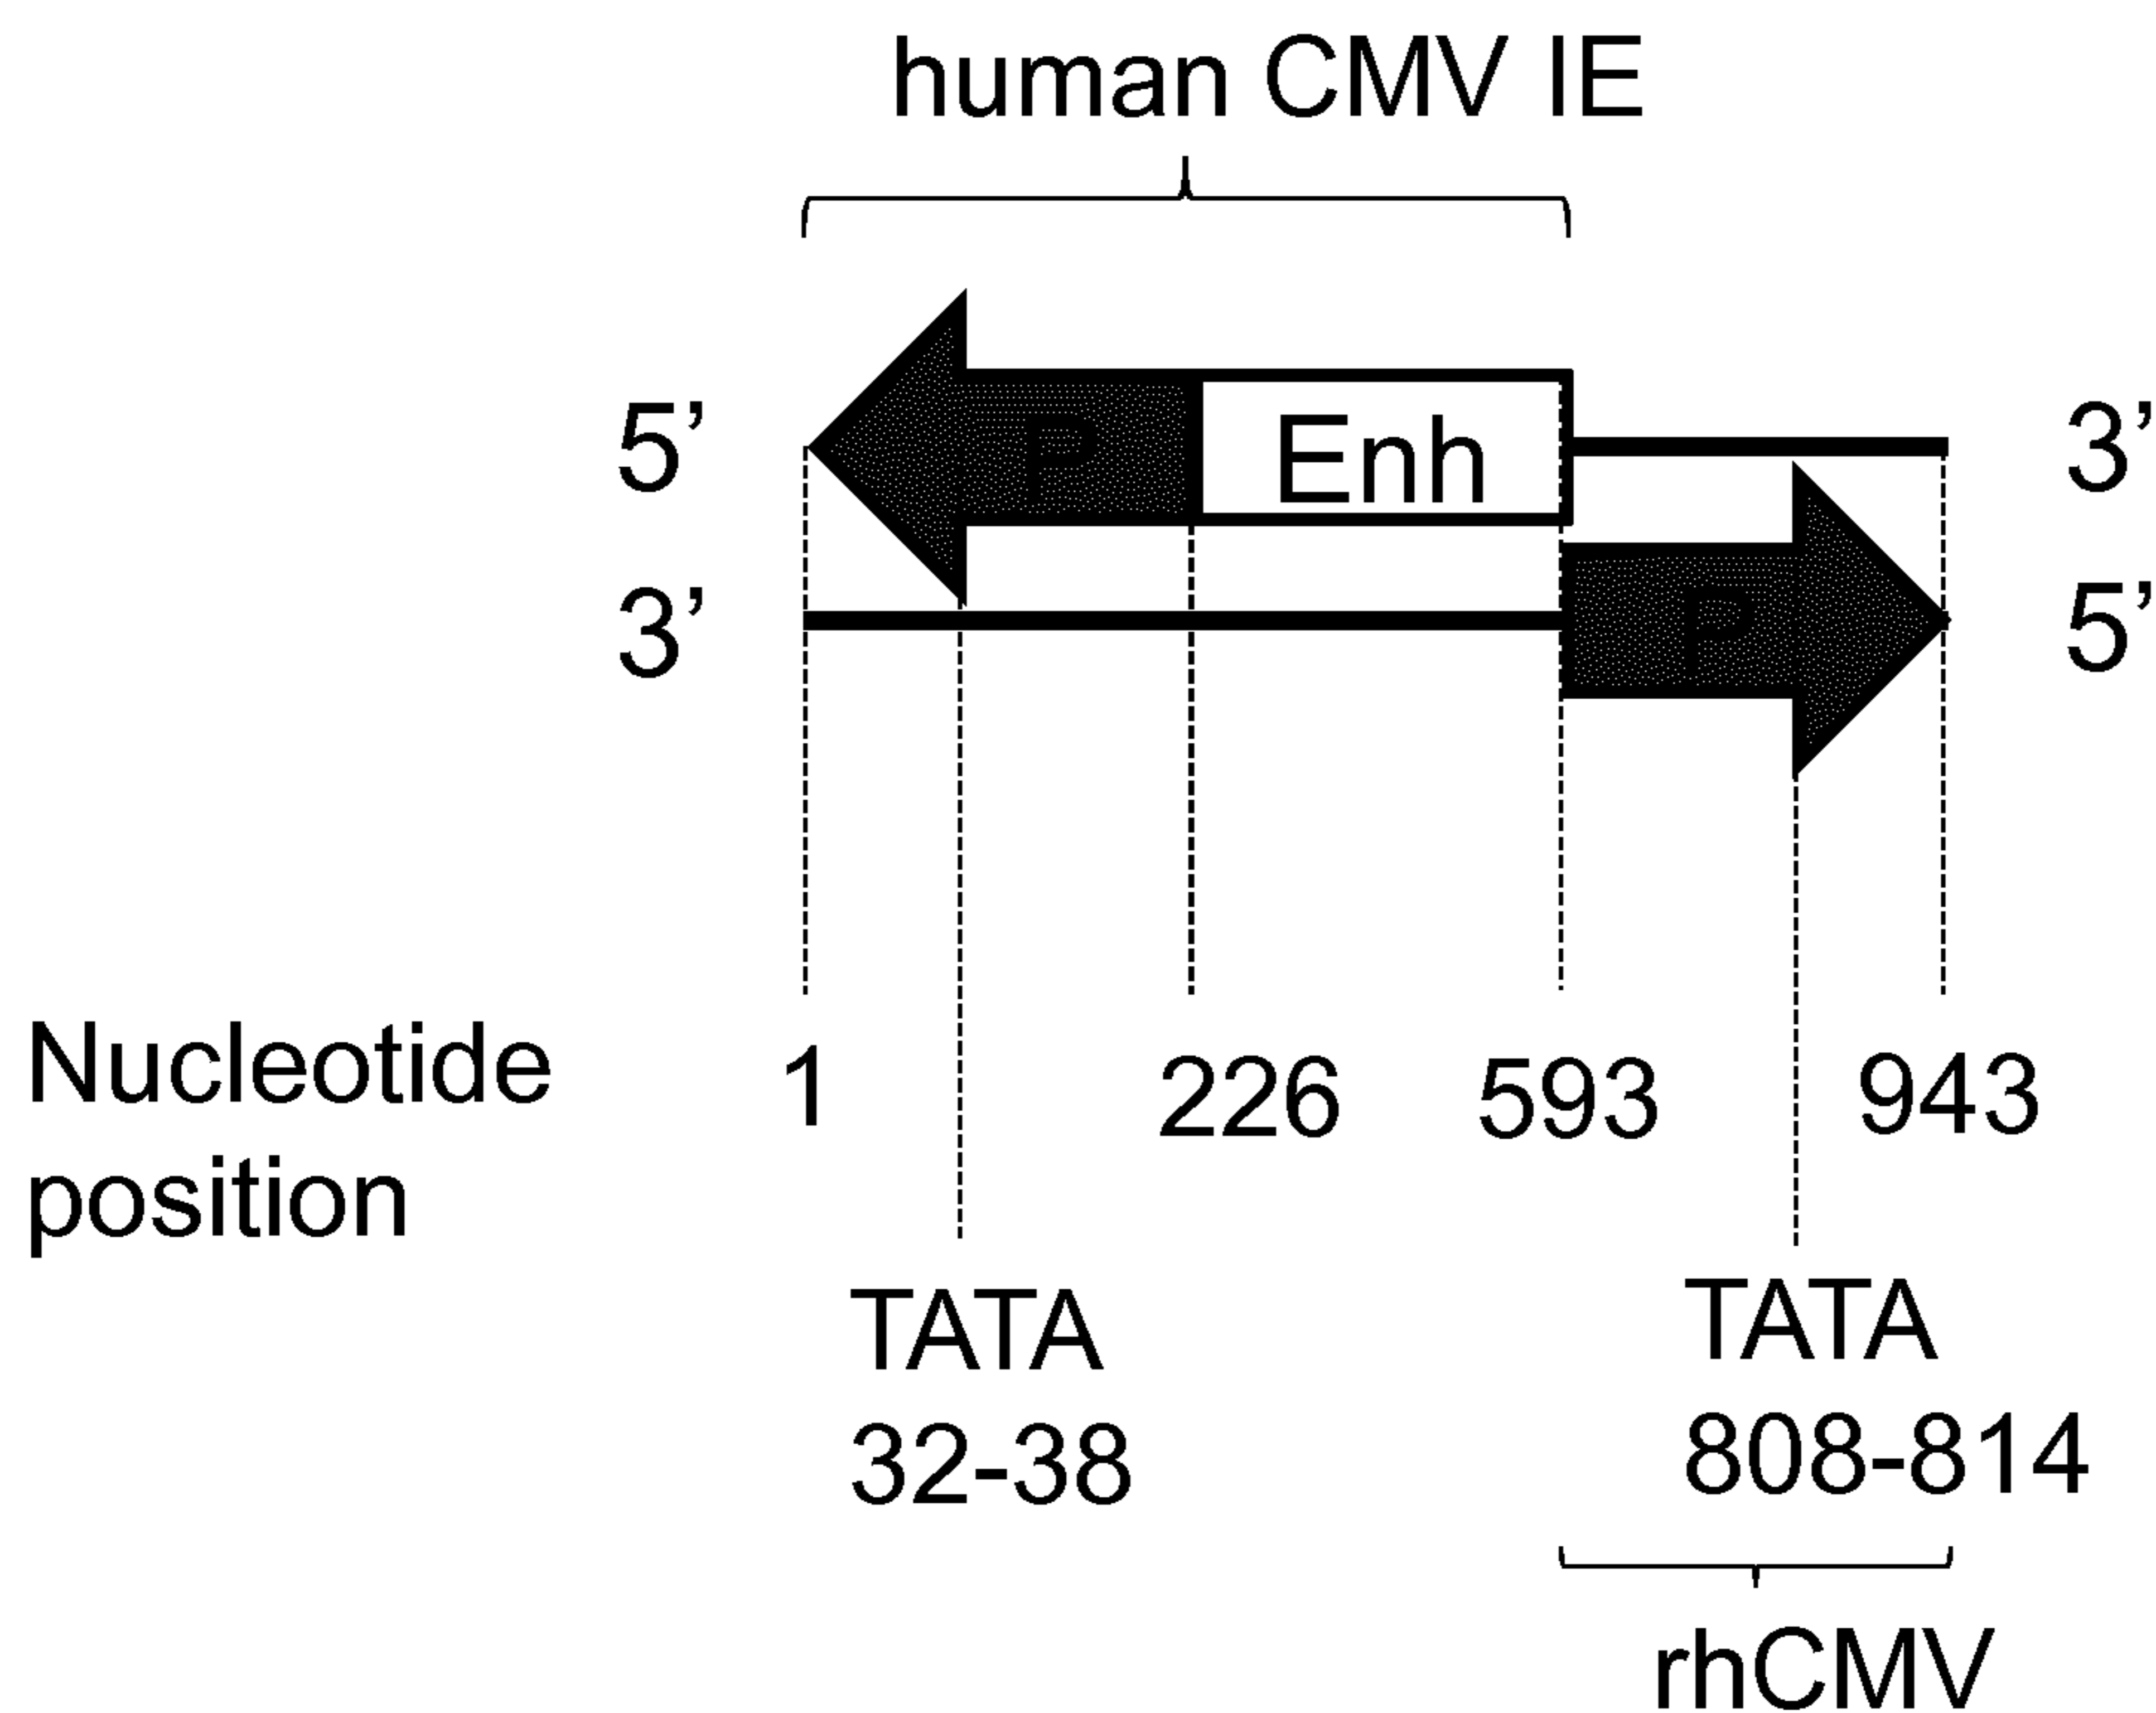 human CMV IE
5’ P Enh 3’
3’ P 5’
Nucleotide
position
1 226 593 943
TATA
32-38
TATA
808-814
rhCMV